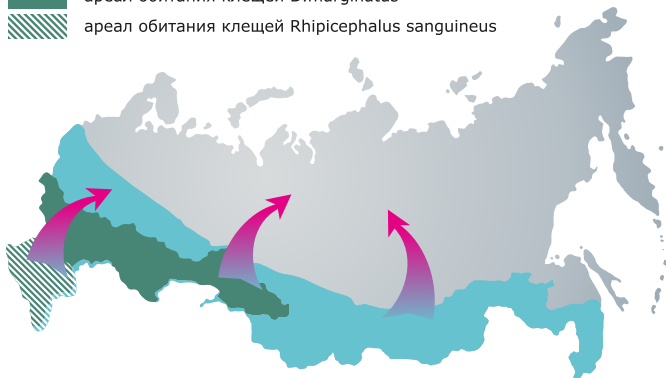 ареал обитания клещей D.marginatus
ареал обитания клещей Rhipicephalus sanguineus